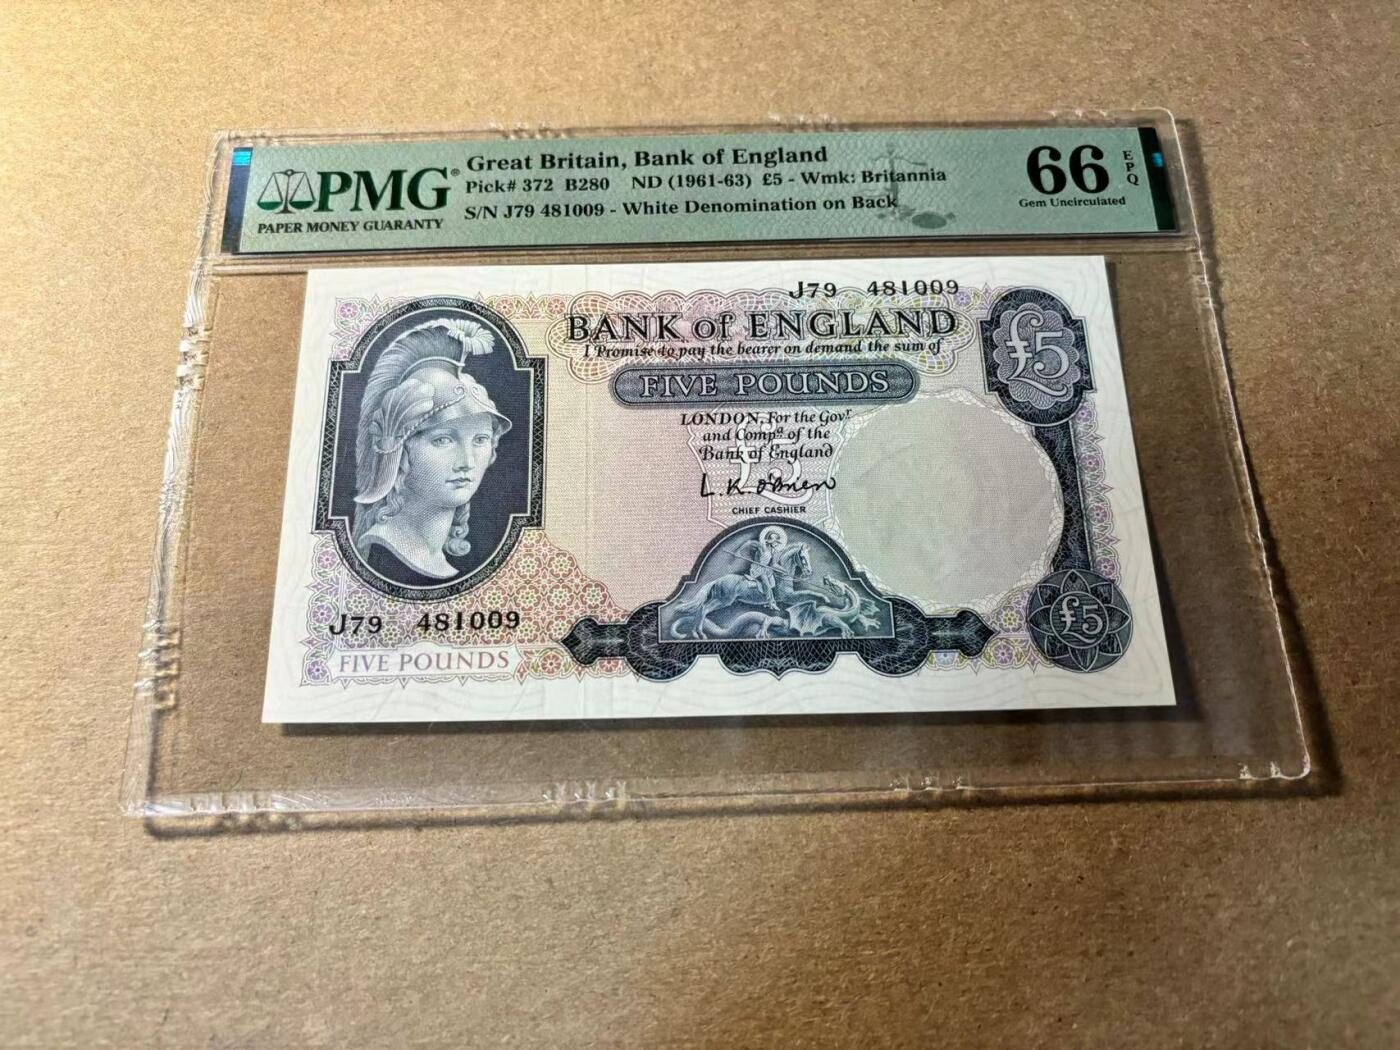 PMG®
PAPER MONEY GUARANTY
Great Britain, Bank of England
Pick# 372 B280 ND (1961-63) £5 - Wmk: Britannia
S/N J79 481009 - White Denomination on Back
66
EPQ
Gem Uncirculated
J79 481009
BANK of ENGLAND
I Promise to pay the bearer on demand the sum of
FIVE POUNDS
£5
LONDON, For the Govr
and Compa of the
Bank of England
£5
L.K. O'Brien
CHIEF CASHIER
J79 481009
£5
FIVE POUNDS